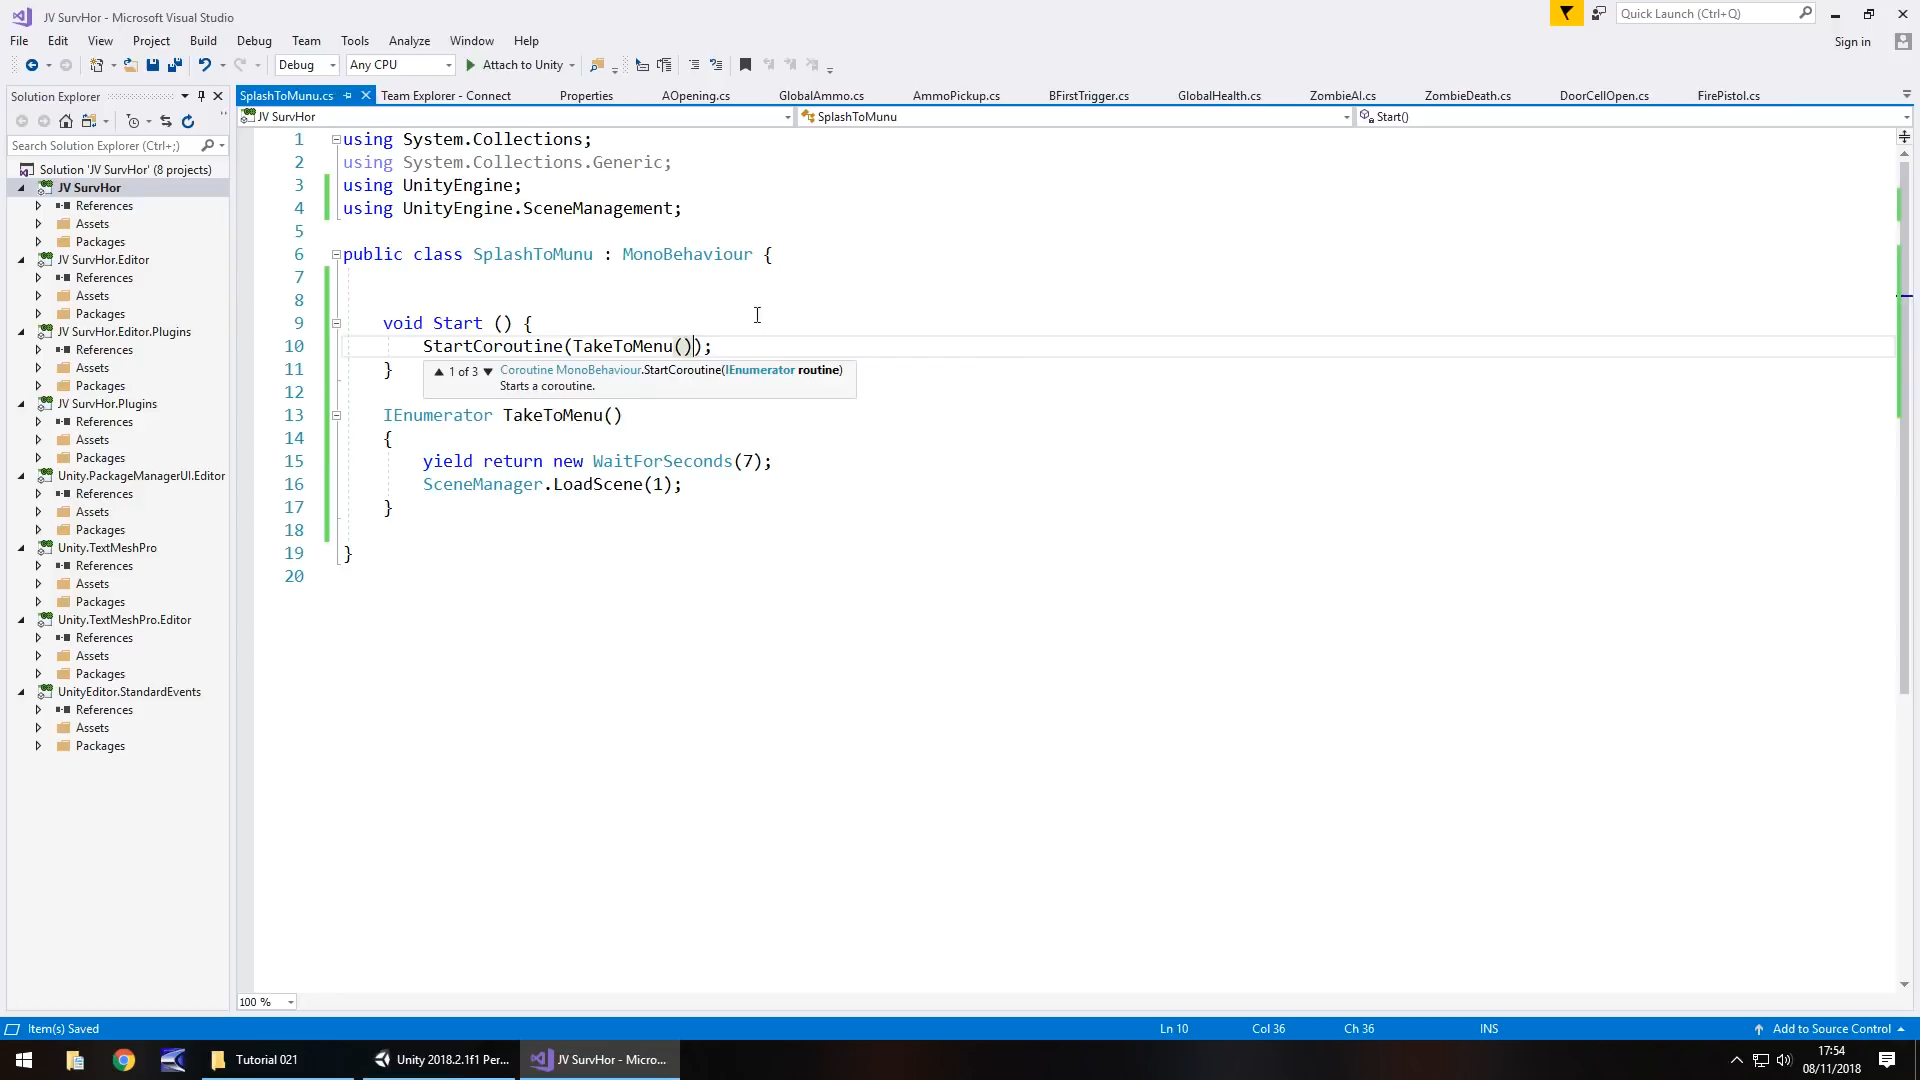 JV SurvHor - Microsoft Visual Studio
Quick Launch (Ctrl+Q)
File Edit View Project Build Debug Team Tools Analyze Window Help
Sign in
Debug Any CPU Attach to Unity
Solution Explorer
SplashToMunu.cs Team Explorer - Connect Properties AOpening.cs GlobalAmmo.cs AmmoPickup.cs BFirstTrigger.cs GlobalHealth.cs ZombieAI.cs ZombieDeath.cs DoorCellOpen.cs FirePistol.cs
JV SurvHor SplashToMunu Start()
Search Solution Explorer (Ctrl+;)
Solution 'JV SurvHor' (8 projects)
JV SurvHor
References
Assets
Packages
JV SurvHor.Editor
References
Assets
Packages
JV SurvHor.Editor.Plugins
References
Assets
Packages
JV SurvHor.Plugins
References
Assets
Packages
Unity.PackageManagerUI.Editor
References
Assets
Packages
Unity.TextMeshPro
References
Assets
Packages
Unity.TextMeshPro.Editor
References
Assets
Packages
UnityEditor.StandardEvents
References
Assets
Packages
1 using System.Collections;
2 using System.Collections.Generic;
3 using UnityEngine;
4 using UnityEngine.SceneManagement;
5
6 public class SplashToMunu : MonoBehaviour {
7
8
9 void Start () {
10 StartCoroutine(TakeToMenu());
11 }
1 of 3 Coroutine MonoBehaviour.StartCoroutine(IEnumerator routine)
Starts a coroutine.
12
13 IEnumerator TakeToMenu()
14 {
15 yield return new WaitForSeconds(7);
16 SceneManager.LoadScene(1);
17 }
18
19 }
20
100 %
Item(s) Saved Ln 10 Col 36 Ch 36 INS Add to Source Control
Tutorial 021 Unity 2018.2.1f1 Per... JV SurvHor - Micro...
17:54
08/11/2018